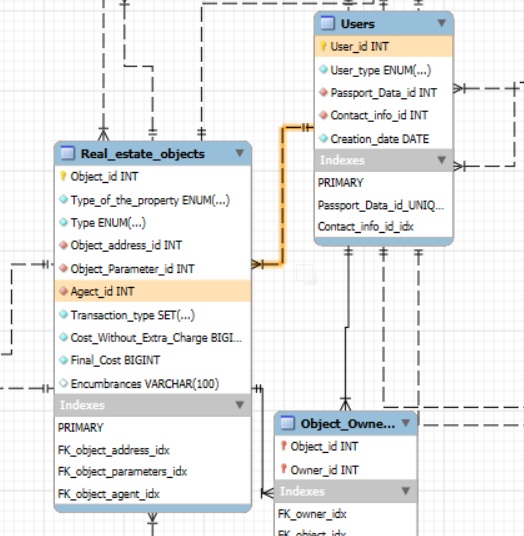 Users
User_id INT
User_type ENUM(...)
Passport_Data_id INT
Contact_info_id INT
Creation_date DATE
Indexes
PRIMARY
Passport_Data_id_UNIQ...
Contact_info_id_idx
Real_estate_objects
Object_id INT
Type_of_the_property ENUM(...)
Type ENUM(...)
Object_address_id INT
Object_Parameter_id INT
Agect_id INT
Transaction_type SET(...)
Cost_Without_Extra_Charge BIGI...
Final_Cost BIGINT
Encumbrances VARCHAR(100)
Indexes
PRIMARY
FK_object_address_idx
FK_object_parameters_idx
FK_object_agent_idx
Object_Owne...
Object_id INT
Owner_id INT
Indexes
FK_owner_idx
FK_object_idx